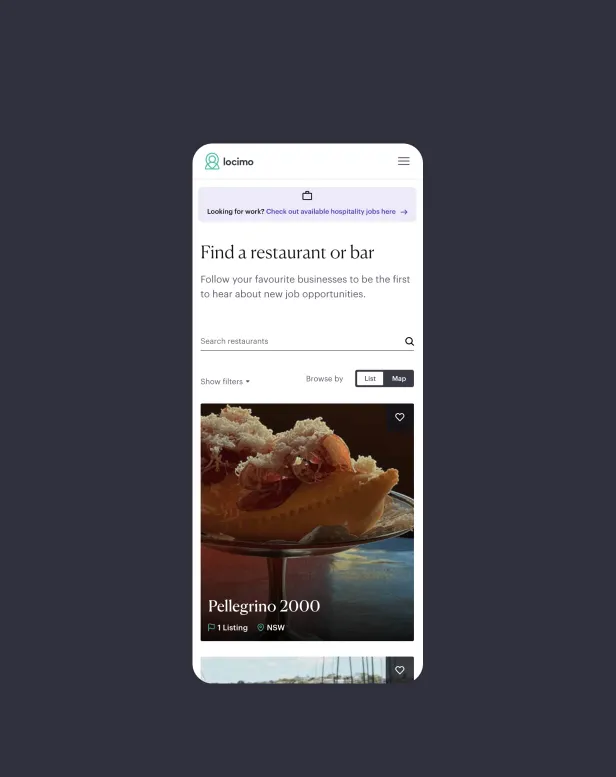 locimo
Looking for work? Check out available hospitality jobs here
Find a restaurant or bar
Follow your favourite businesses to be the first
to hear about new job opportunities.
Search restaurants
Show filters
Browse by
List
Map
Pellegrino 2000
1 Listing
NSW